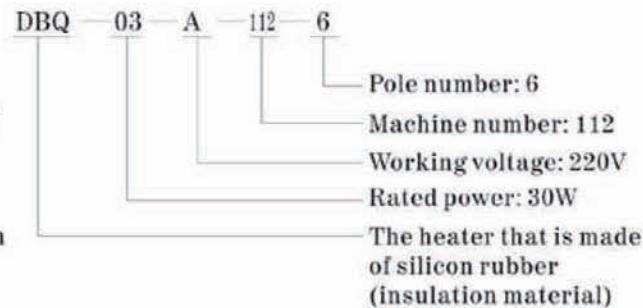 DBQ — 03 — A — 112 — 6
Pole number: 6
Machine number: 112
Working voltage: 220V
Rated power: 30W
The heater that is made
of silicon rubber
(insulation material)